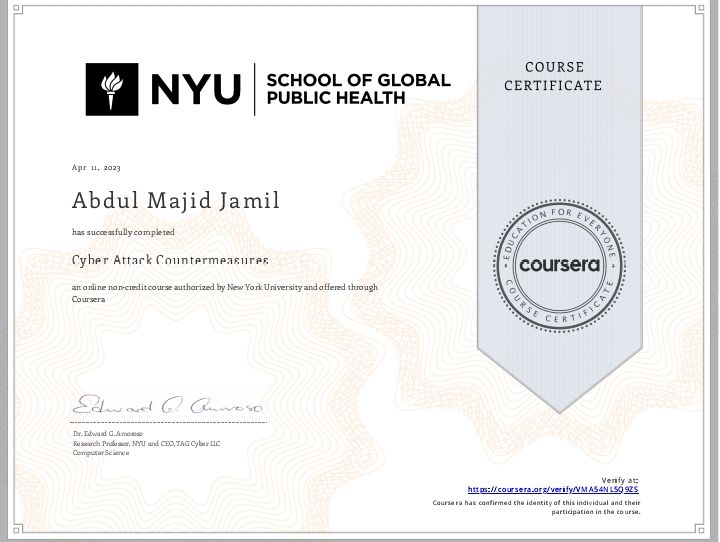 NYU
SCHOOL OF GLOBAL
PUBLIC HEALTH
COURSE
CERTIFICATE
Apr 11, 2023
Abdul Majid Jamil
has successfully completed
Cyber Attack Countermeasures
an online non-credit course authorized by New York University and offered through
Coursera
EDUCATION FOR EVERYONE
coursera
COURSE CERTIFICATE
Edward G. Amoroso
Dr. Edward G. Amoroso
Research Professor, NYU and CEO, TAG Cyber LLC
Computer Science
Verify at:
https://coursera.org/verify/VMA54NL5Q9ZS
Coursera has confirmed the identity of this individual and their
participation in the course.